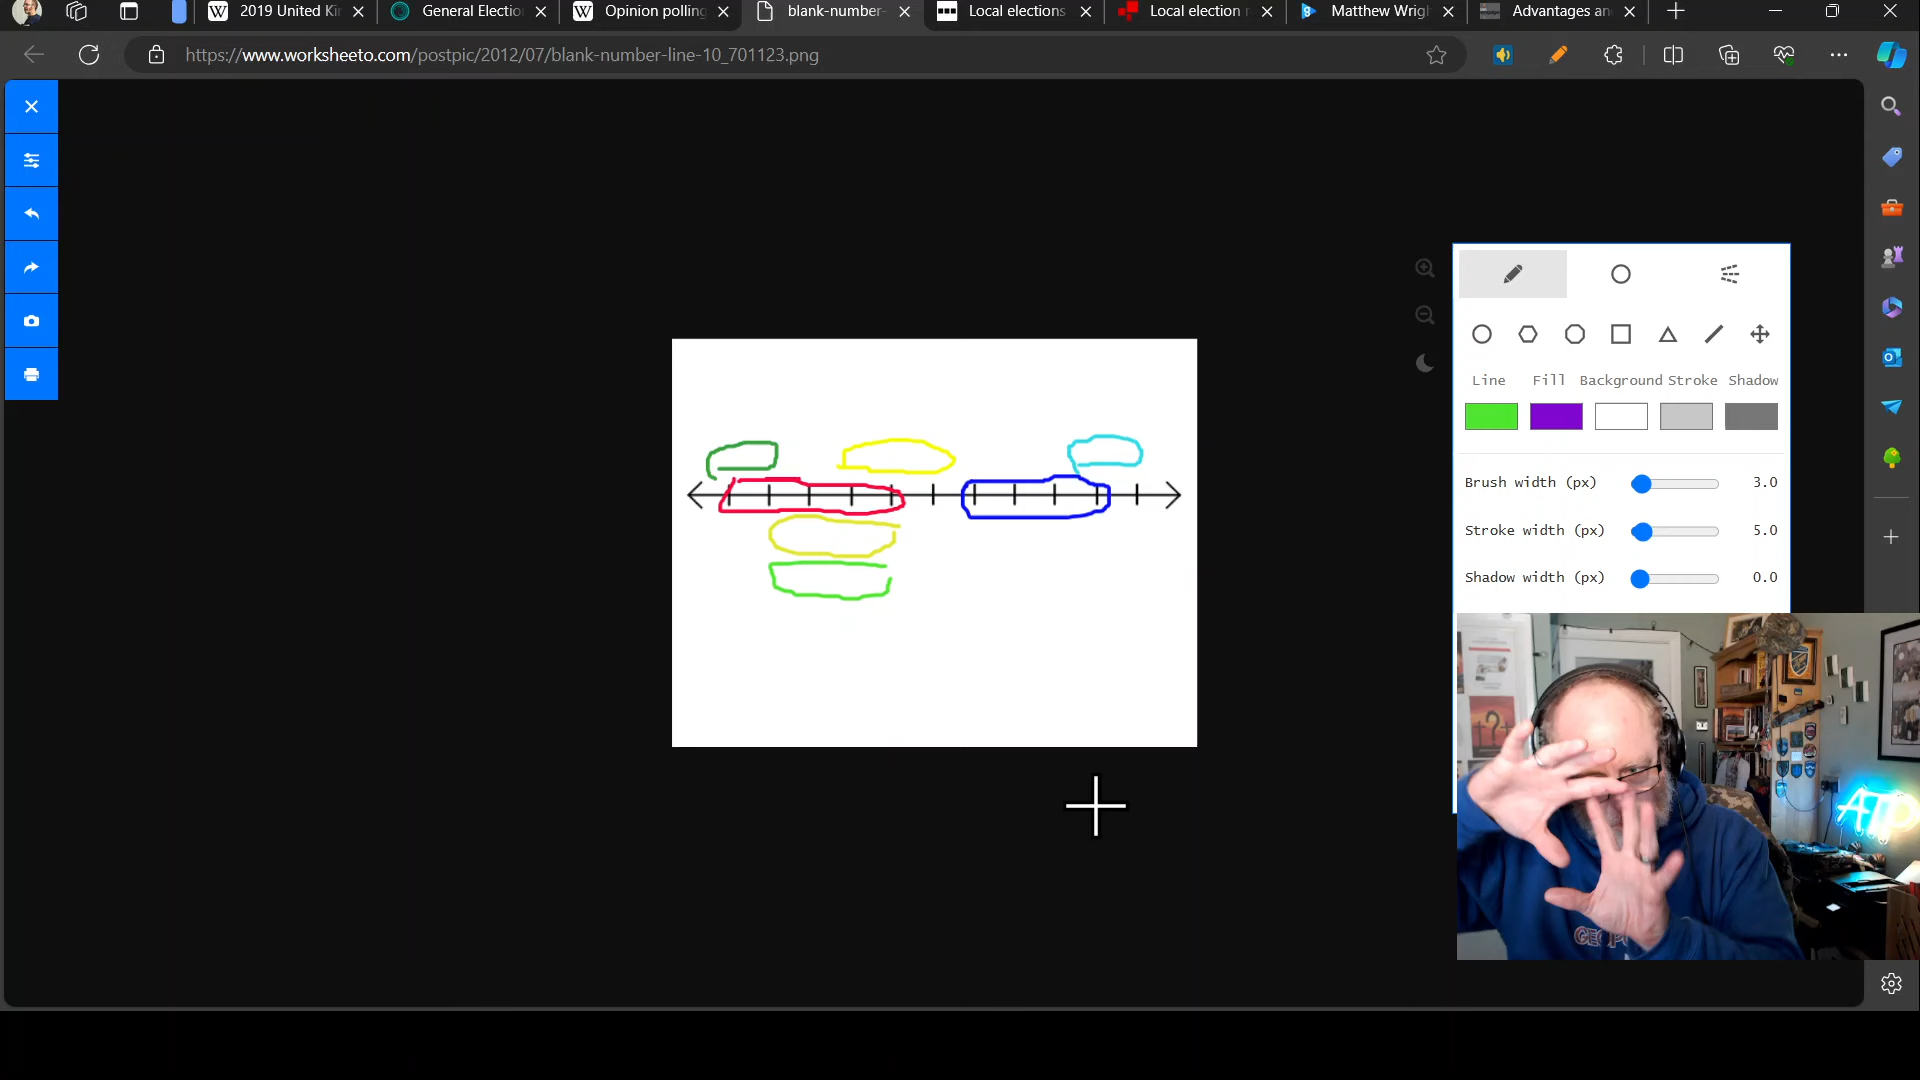 2019 United Ki
General Electio
Opinion polling
blank-number-
Local elections
Local election r
Matthew Wrigh
Advantages an
https://www.worksheeto.com/postpic/2012/07/blank-number-line-10_701123.png
Line Fill Background Stroke Shadow
Brush width (px) 3.0
Stroke width (px) 5.0
Shadow width (px) 0.0
ATP